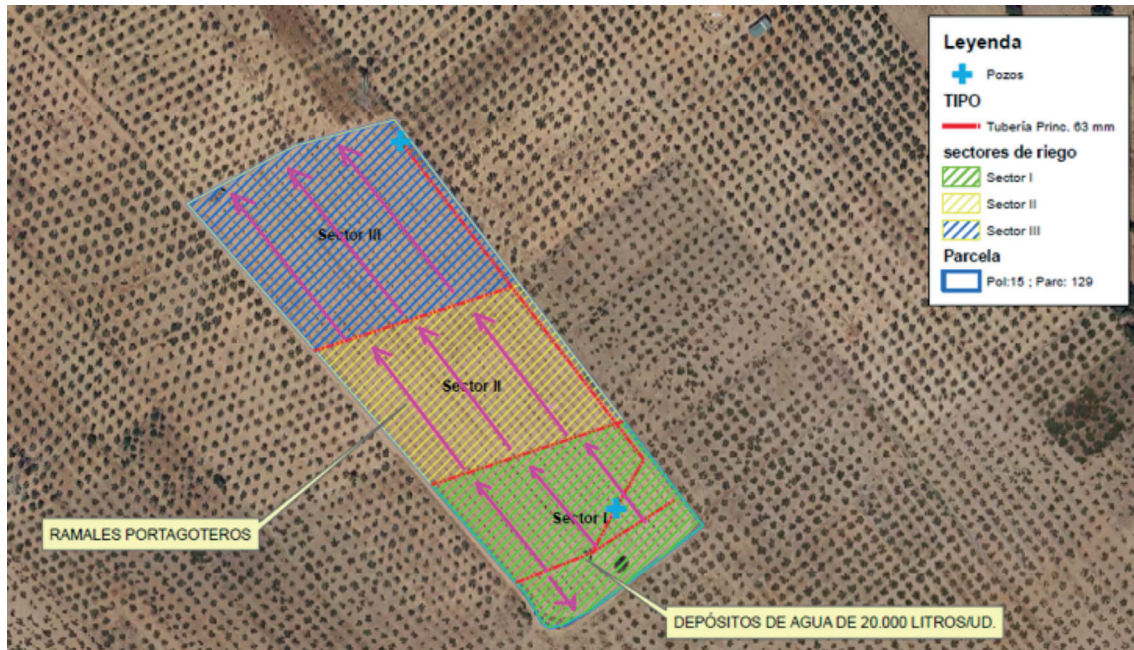 Leyenda
Pozos
TIPO
Tubería Princ. 63 mm
sectores de riego
Sector I
Sector II
Sector III
Parcela
Pol:15 ; Parc: 129
Sector III
Sector II
Sector I
RAMALES PORTAGOTEROS
DEPÓSITOS DE AGUA DE 20.000 LITROS/UD.